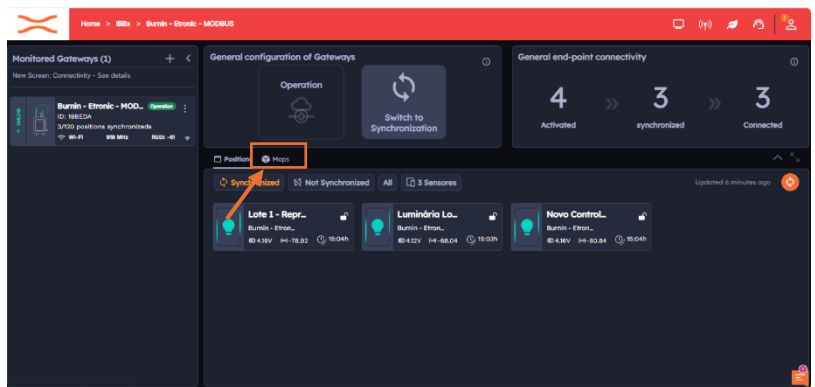 Home > IBBx > Burnin - Etronic - MODBUS
Monitored Gateways (1)
New Screen: Connectivity - See details
ONLINE
Burnin - Etronic - MOD... Operation
ID: 19BEDA
3/120 positions synchronizeds
Wi-Fi 919 MHz RSSI: -61
General configuration of Gateways
Operation
Switch to
Synchronization
General end-point connectivity
4 3 3
Activated synchronized Connected
Positions Maps
Synchronized Not Synchronized All 3 Sensores
Updated 6 minutes ago
Lote 1 - Repr...
Burnin - Etron...
4.16V -78.92 15:04h
Luminária Lo...
Burnin - Etron...
4.12V -68.04 15:03h
Novo Control...
Burnin - Etron...
4.16V -80.84 15:04h